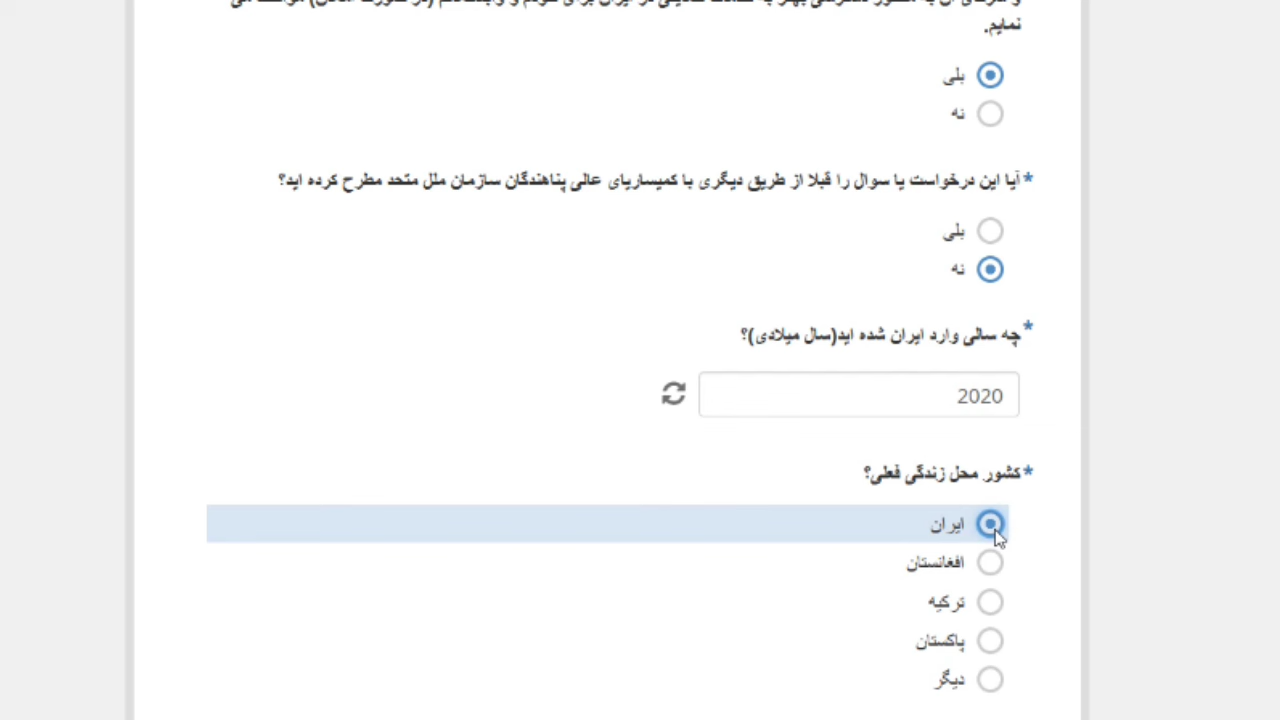 نمایم.
بلی
نه
* آیا این درخواست یا سوال را قبلا از طریق دیگری با کمیساریای عالی پناهندگان سازمان ملل متحد مطرح کرده اید؟
بلی
نه
* چه سالی وارد ایران شده اید(سال میلادی)؟
2020
* کشور محل زندگی فعلی؟
ایران
افغانستان
ترکیه
پاکستان
دیگر